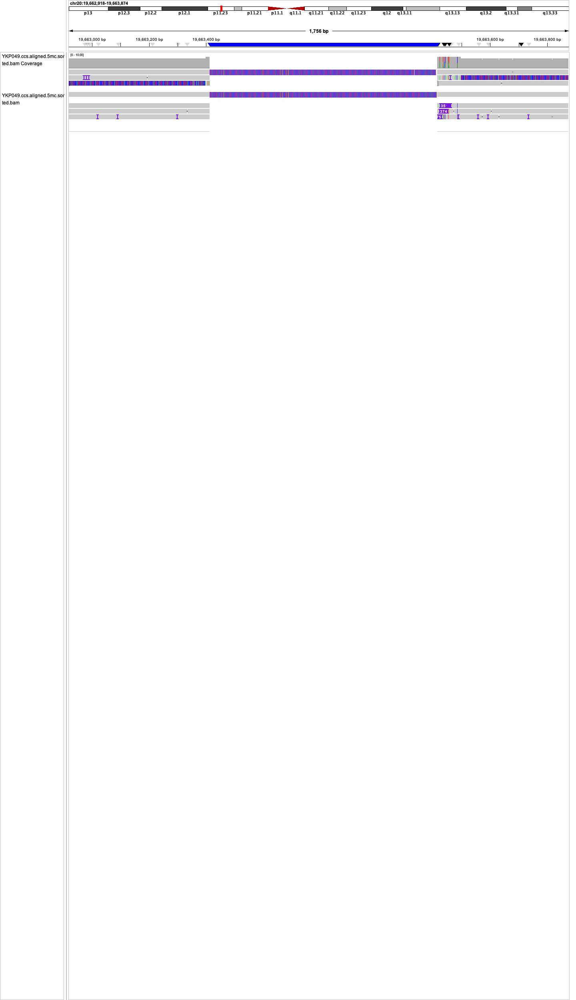 chr20:19,662,918-19,663,874
p13 p12.3 p12.2 p12.1 p11.23 p11.21 p11.1 q11.1 q11.21 q11.22 q11.23 q12 q13.11 q13.13 q13.2 q13.31 q13.33
1,756 bp
19,663,000 bp 19,663,200 bp 19,663,400 bp 19,663,600 bp 19,663,800 bp
YKP049.ccs.aligned.5mc.sor
ted.bam Coverage
[0 - 10.00]
YKP049.ccs.aligned.5mc.sor
ted.bam
35
374
75